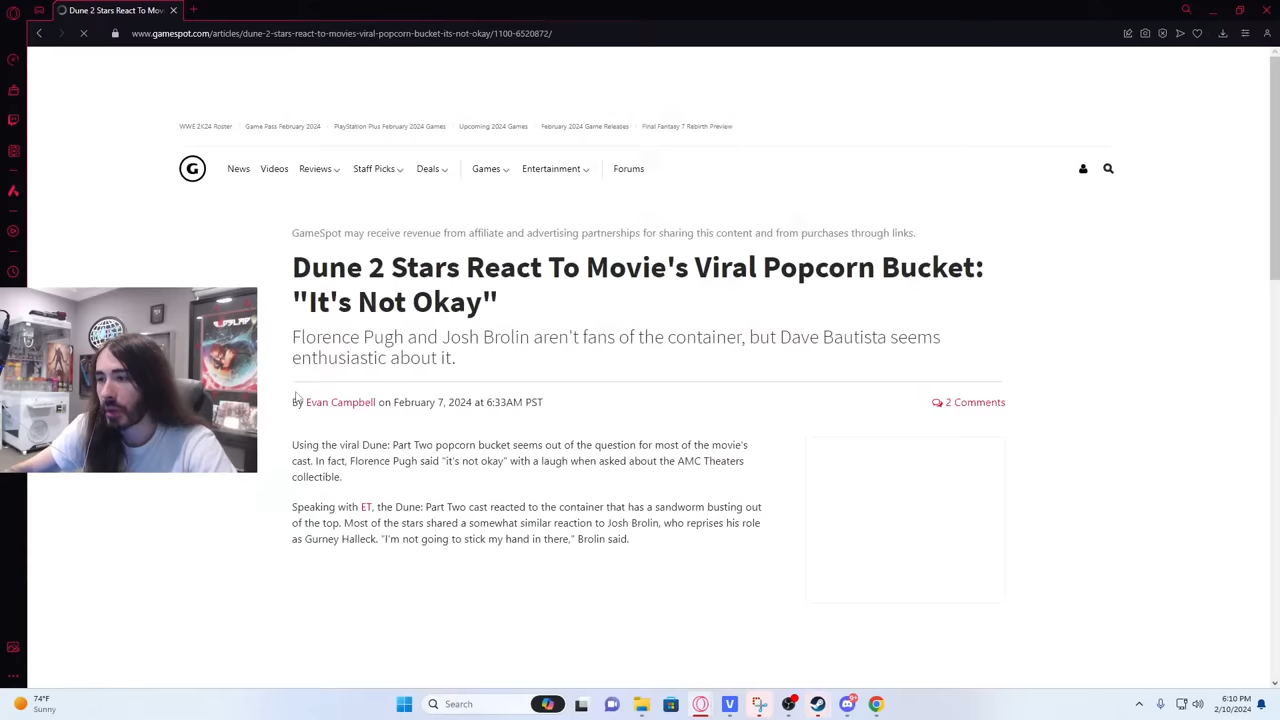 Dune 2 Stars React To Mov
www.gamespot.com/articles/dune-2-stars-react-to-movies-viral-popcorn-bucket-its-not-okay/1100-6520872/
WWE 2K24 Roster
Game Pass February 2024
PlayStation Plus February 2024 Games
Upcoming 2024 Games
February 2024 Game Releases
Final Fantasy 7 Rebirth Preview
G
News
Videos
Reviews
Staff Picks
Deals
Games
Entertainment
Forums
GameSpot may receive revenue from affiliate and advertising partnerships for sharing this content and from purchases through links.
Dune 2 Stars React To Movie's Viral Popcorn Bucket:
"It's Not Okay"
Florence Pugh and Josh Brolin aren't fans of the container, but Dave Bautista seems
enthusiastic about it.
By Evan Campbell on February 7, 2024 at 6:33AM PST
2 Comments
Using the viral Dune: Part Two popcorn bucket seems out of the question for most of the movie's
cast. In fact, Florence Pugh said "it's not okay" with a laugh when asked about the AMC Theaters
collectible.
Speaking with ET, the Dune: Part Two cast reacted to the container that has a sandworm busting out
of the top. Most of the stars shared a somewhat similar reaction to Josh Brolin, who reprises his role
as Gurney Halleck. "I'm not going to stick my hand in there," Brolin said.
74°F
Sunny
Search
6:10 PM
2/10/2024